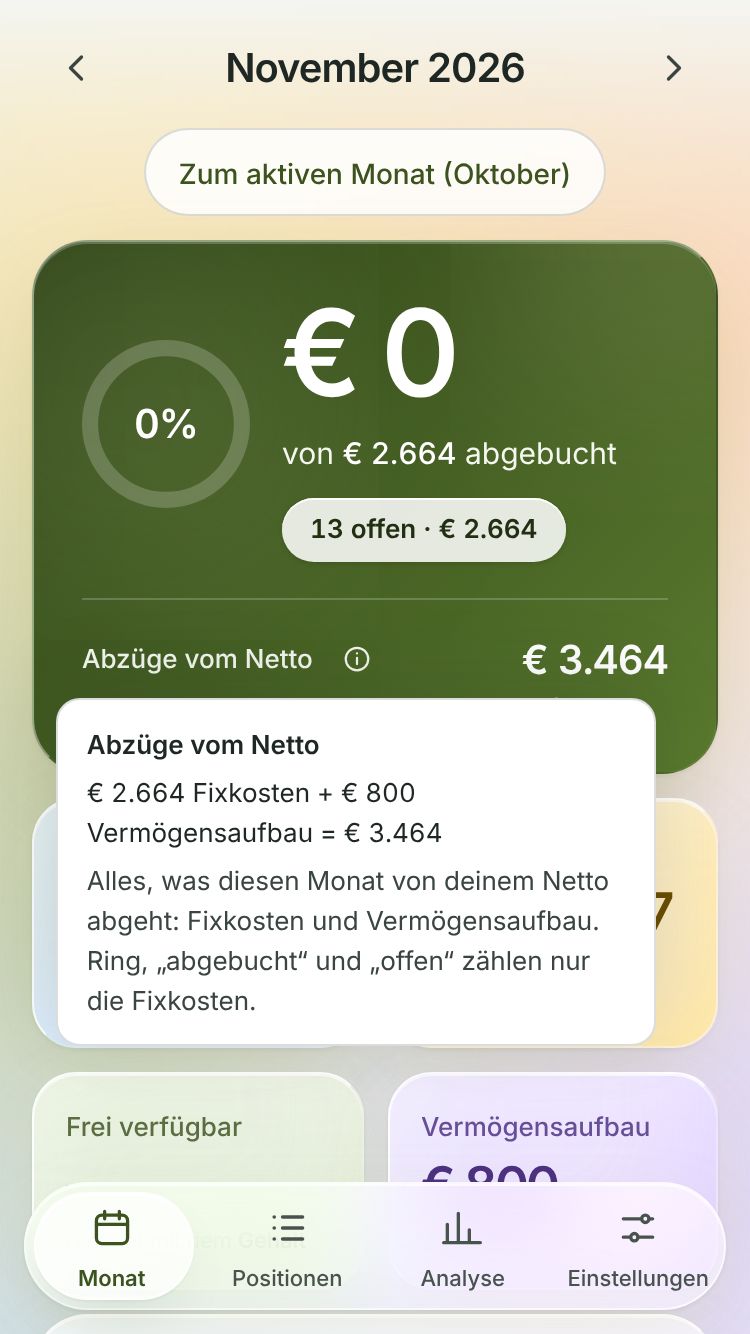 November 2026
Zum aktiven Monat (Oktober)
0%
€ 0
von € 2.664 abgebucht
13 offen · € 2.664
Abzüge vom Netto
€ 3.464
Abzüge vom Netto
€ 2.664 Fixkosten + € 800
Vermögensaufbau = € 3.464
Alles, was diesen Monat von deinem Netto
abgeht: Fixkosten und Vermögensaufbau.
Ring, „abgebucht“ und „offen“ zählen nur
die Fixkosten.
7
Frei verfügbar
Vermögensaufbau
€ 800
Monat
Positionen
Analyse
Einstellungen